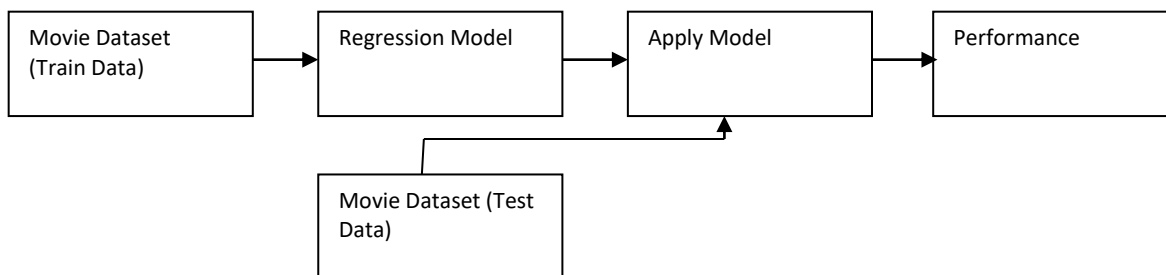 Movie Dataset
(Train Data)
Regression Model
Apply Model
Performance
Movie Dataset (Test
Data)